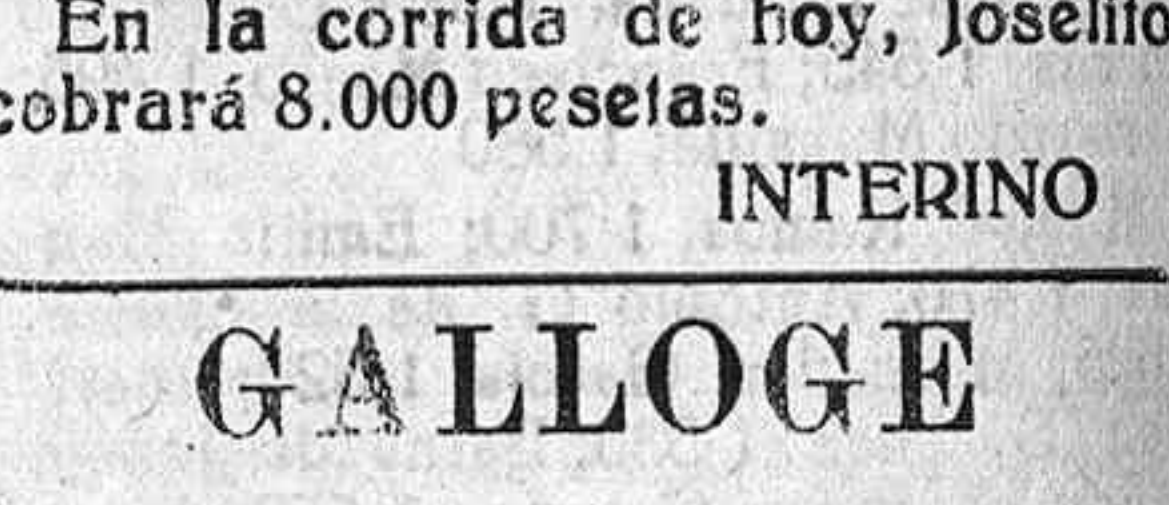 En la corrida de hoy, Joselito
cobrará 8.000 pesetas.
INTERINO
GALLOGE